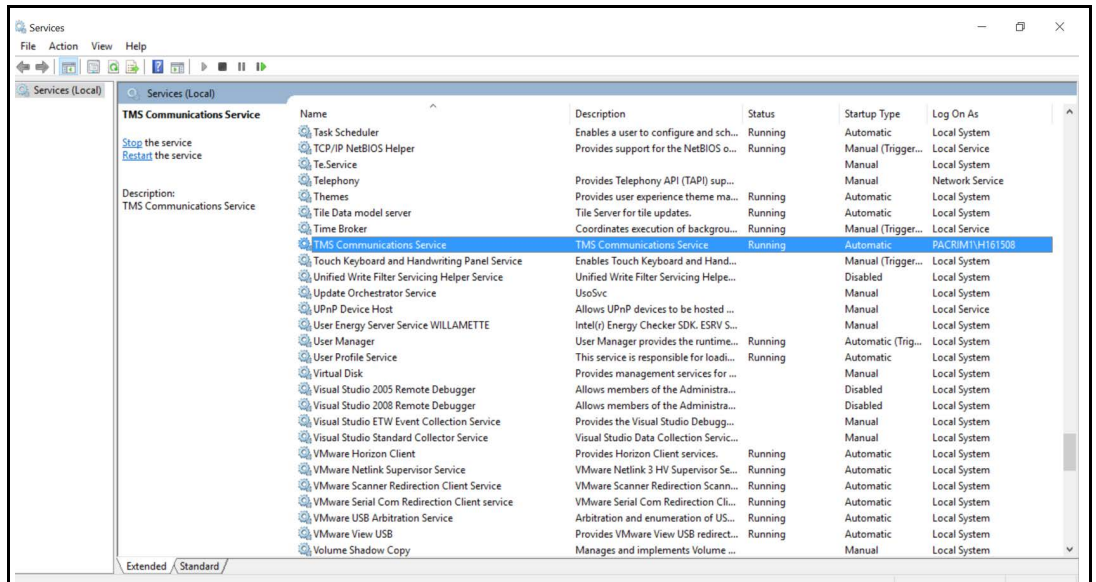 Services
File Action View Help
Services (Local)
Services (Local)
TMS Communications Service
Stop the service
Restart the service
Description:
TMS Communications Service
Name Description Status Startup Type Log On As
Task Scheduler Enables a user to configure and sch... Running Automatic Local System
TCP/IP NetBIOS Helper Provides support for the NetBIOS o... Running Manual (Trigger... Local Service
Te.Service Manual Local System
Telephony Provides Telephony API (TAPI) sup... Manual Network Service
Themes Provides user experience theme ma... Running Automatic Local System
Tile Data model server Tile Server for tile updates. Running Automatic Local System
Time Broker Coordinates execution of backgrou... Running Manual (Trigger... Local Service
TMS Communications Service TMS Communications Service Running Automatic PACRIM1\H161508
Touch Keyboard and Handwriting Panel Service Enables Touch Keyboard and Hand... Manual (Trigger... Local System
Unified Write Filter Servicing Helper Service Unified Write Filter Servicing Helpe... Disabled Local System
Update Orchestrator Service UsoSvc Manual Local System
UPnP Device Host Allows UPnP devices to be hosted ... Manual Local Service
User Energy Server Service WILLAMETTE Intel(r) Energy Checker SDK. ESRV S... Manual Local System
User Manager User Manager provides the runtime... Running Automatic (Trig... Local System
User Profile Service This service is responsible for loadi... Running Automatic Local System
Virtual Disk Provides management services for ... Manual Local System
Visual Studio 2005 Remote Debugger Allows members of the Administra... Disabled Local System
Visual Studio 2008 Remote Debugger Allows members of the Administra... Disabled Local System
Visual Studio ETW Event Collection Service Provides the Visual Studio Debugg... Manual Local System
Visual Studio Standard Collector Service Visual Studio Data Collection Servic... Manual Local System
VMware Horizon Client Provides Horizon Client services. Running Automatic Local System
VMware Netlink Supervisor Service VMware Netlink 3 HV Supervisor Se... Running Automatic Local System
VMware Scanner Redirection Client Service VMware Scanner Redirection Scann... Running Automatic Local System
VMware Serial Com Redirection Client service VMware Serial Com Redirection Cli... Running Automatic Local System
VMware USB Arbitration Service Arbitration and enumeration of US... Running Automatic Local System
VMware View USB Provides VMware View USB redirect... Running Automatic Local System
Volume Shadow Copy Manages and implements Volume ... Manual Local System
Extended Standard